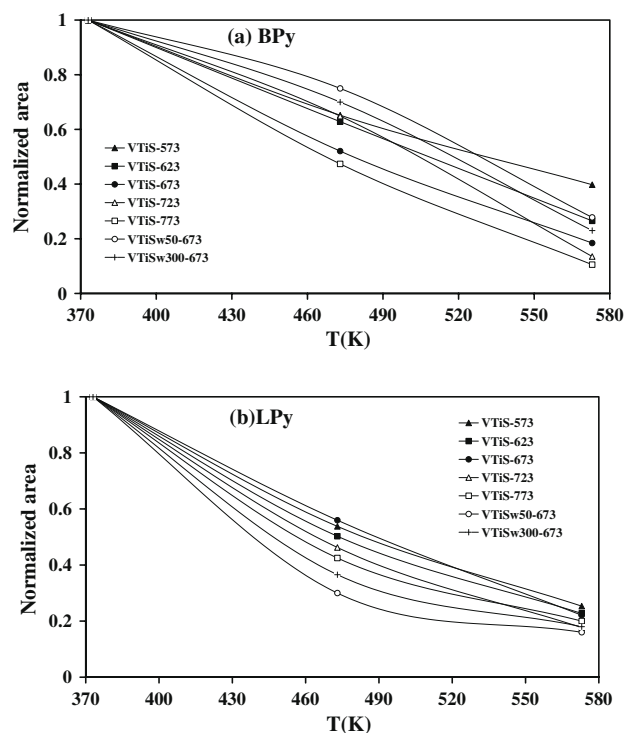 (a) BPy
Normalized area
1
0.8
0.6
0.4
0.2
0
VTiS-573
VTiS-623
VTiS-673
VTiS-723
VTiS-773
VTiSw50-673
VTiSw300-673
370 400 430 460 490 520 550 580
T(K)
(b)LPy
Normalized area
1
0.8
0.6
0.4
0.2
0
VTiS-573
VTiS-623
VTiS-673
VTiS-723
VTiS-773
VTiSw50-673
VTiSw300-673
370 400 430 460 490 520 550 580
T(K)